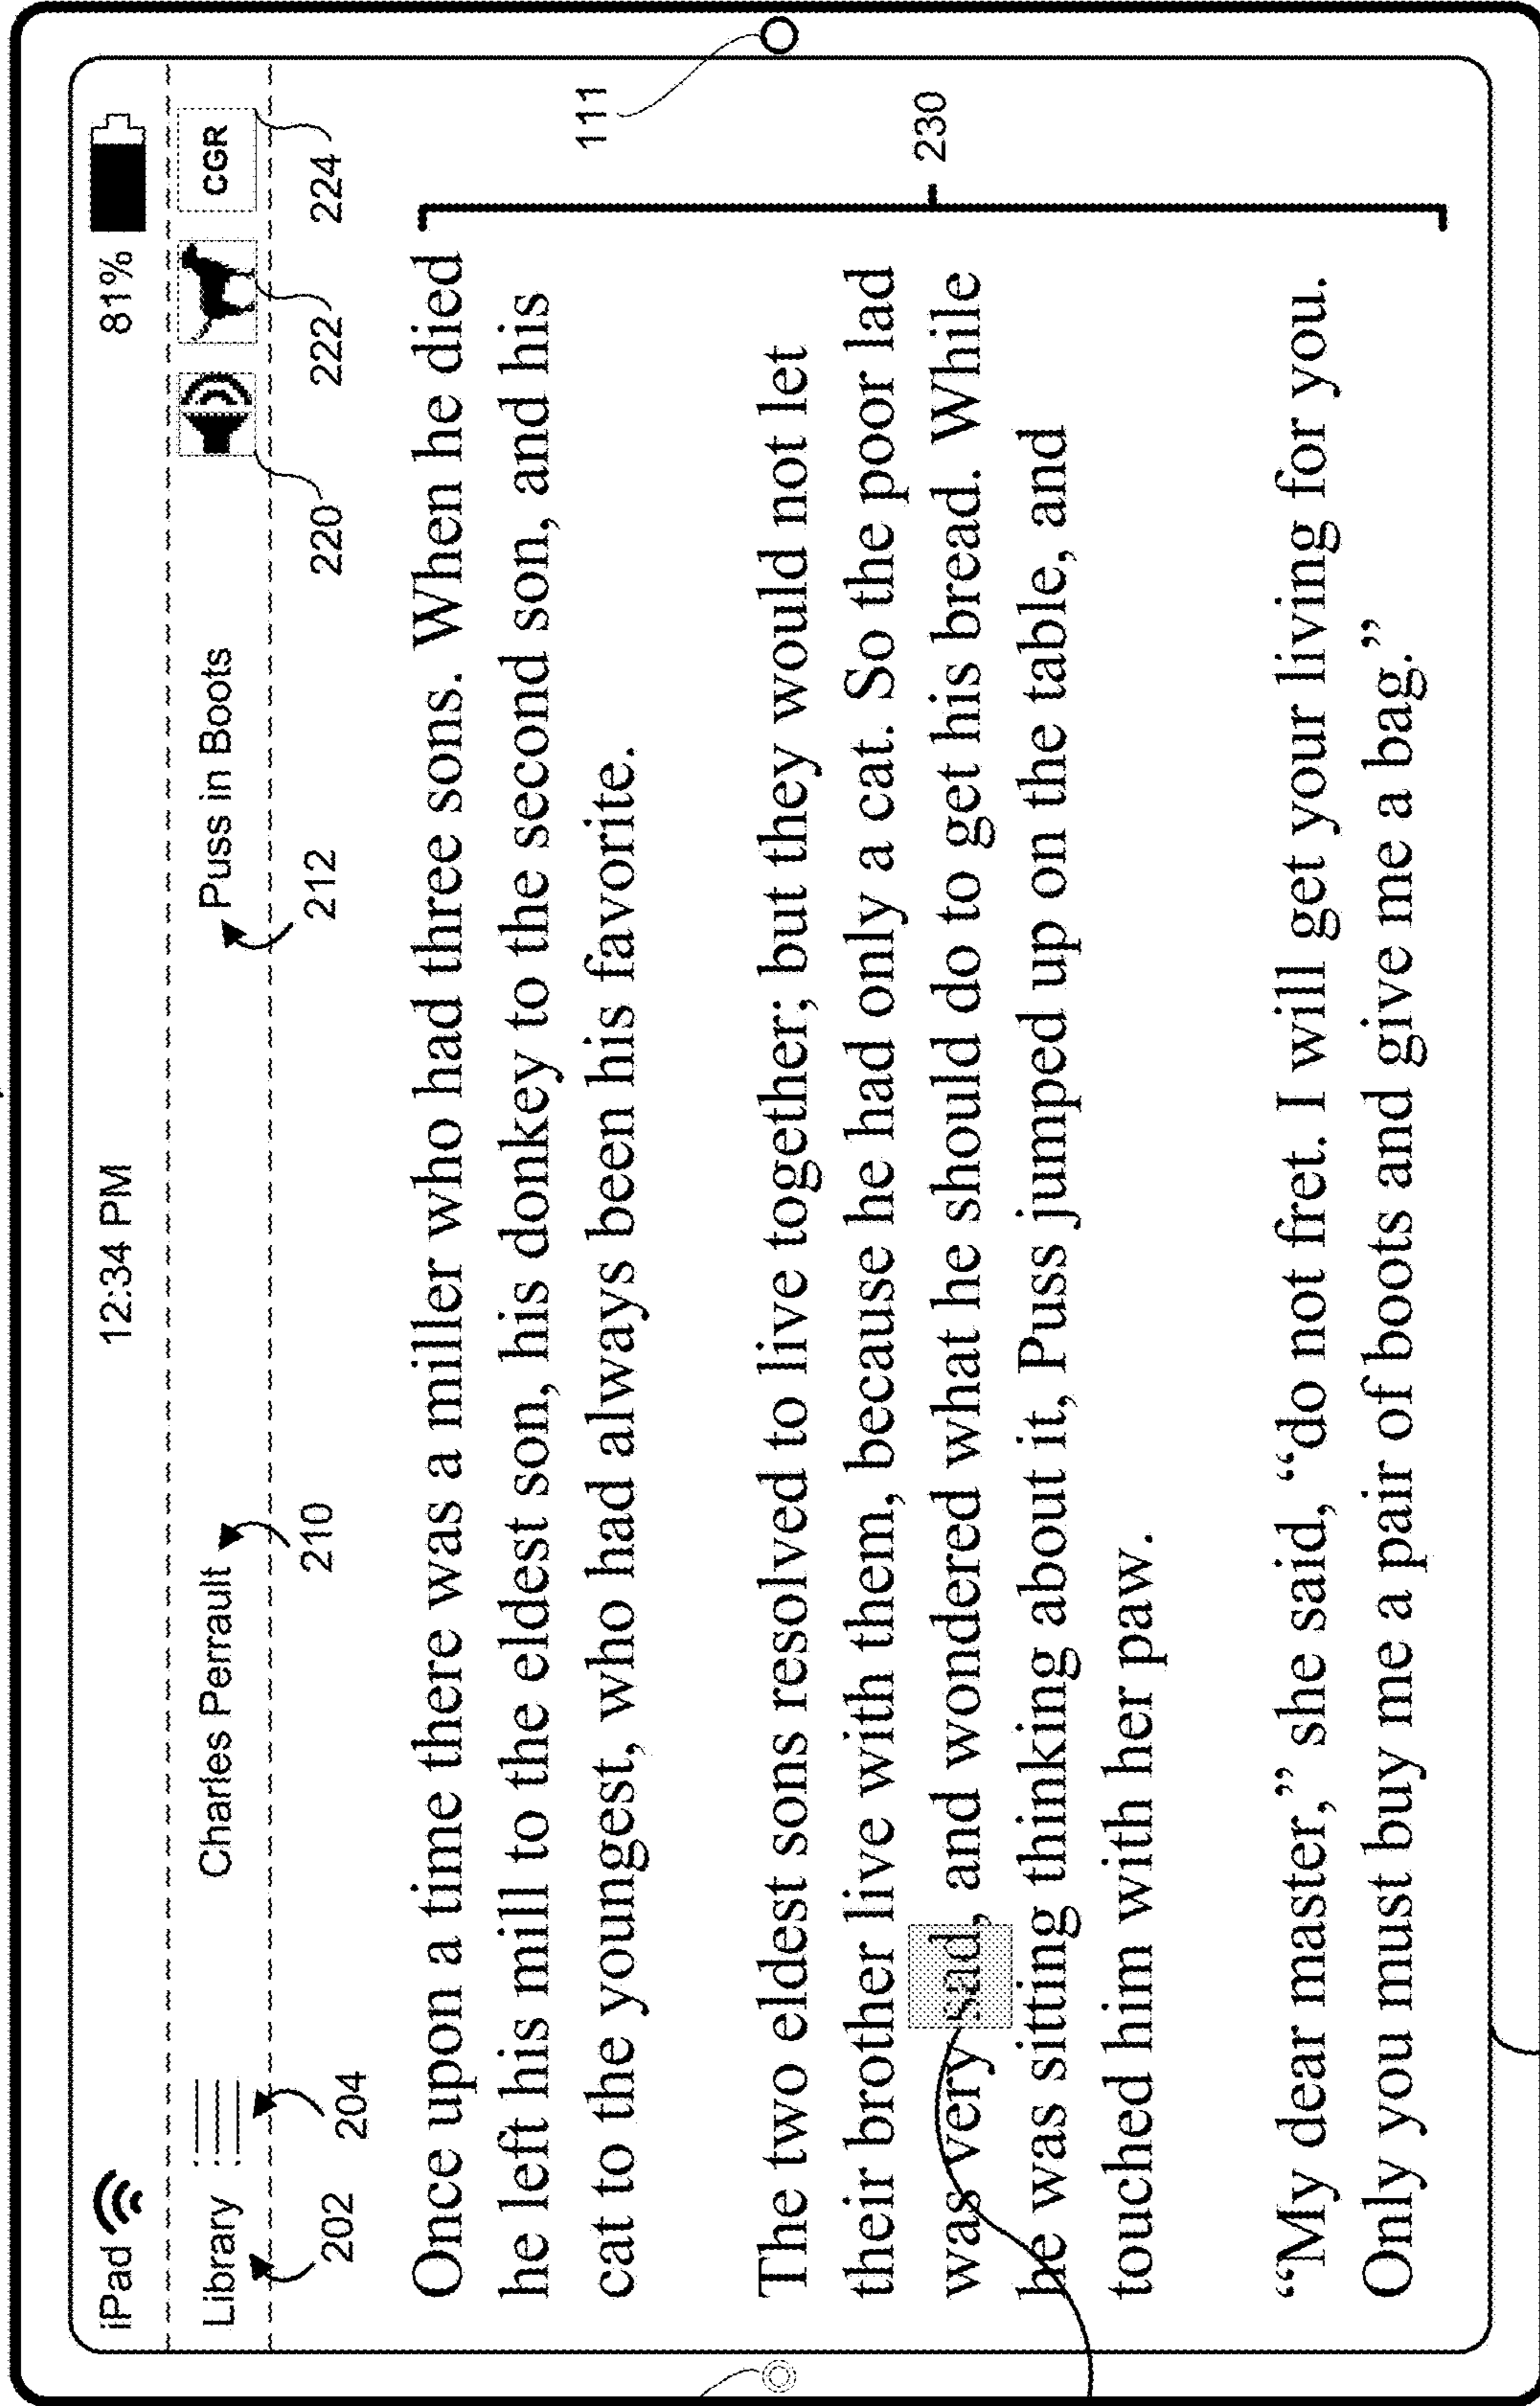 iPad 12:34 PM 81%
Library Charles Perrault Puss in Boots CGR
202 204 210 212 220 222 224
Once upon a time there was a miller who had three sons. When he died
he left his mill to the eldest son, his donkey to the second son, and his
cat to the youngest, who had always been his favorite.
111
The two eldest sons resolved to live together; but they would not let
their brother live with them, because he had only a cat. So the poor lad
was very sad, and wondered what he should do to get his bread. While
230
he was sitting thinking about it, Puss jumped up on the table, and
touched him with her paw.
“My dear master,” she said, “do not fret. I will get your living for you.
Only you must buy me a pair of boots and give me a bag.”